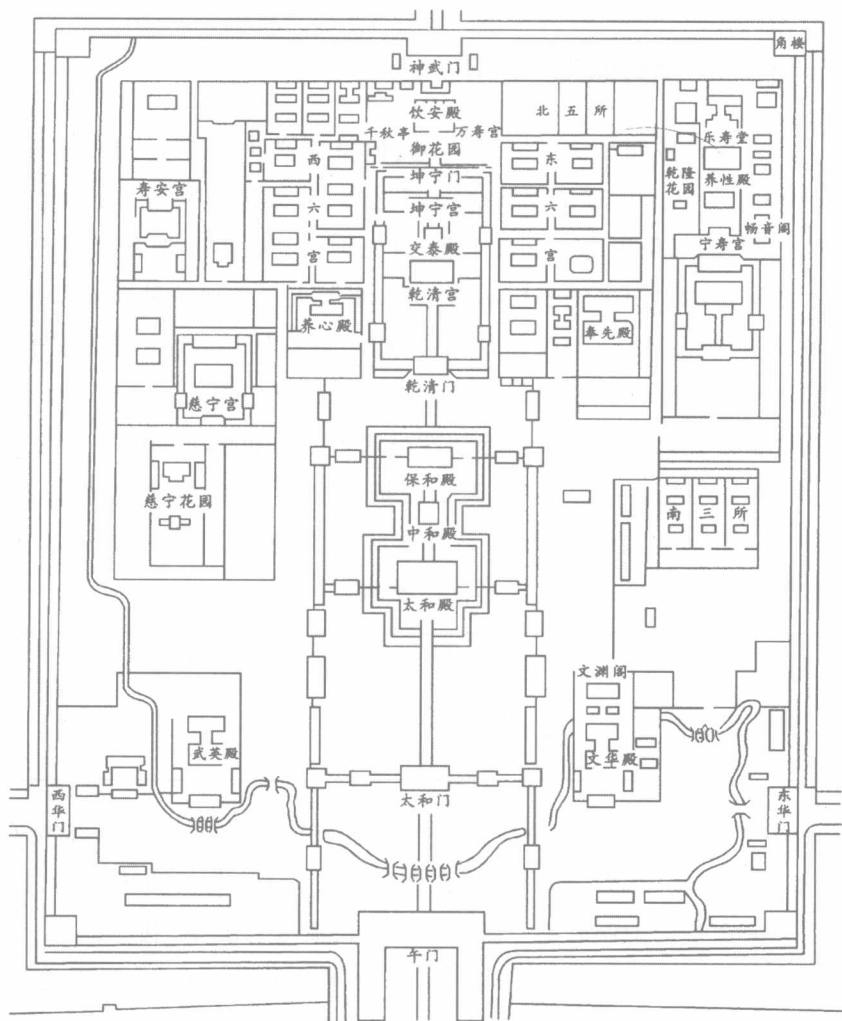 角楼
神武门
饮安殿
北五所
千秋亭
万寿宫
乐寿堂
御花园
西
东
坤宁门
乾隆
花园
养性殿
寿安宫
六
坤宁宫
六
畅音阁
宁寿宫
交泰殿
宫
宫
乾清宫
养心殿
奉先殿
乾清门
慈宁宫
保和殿
慈宁花园
南三所
中和殿
太和殿
文渊阁
武英殿
文华殿
西华门
太和门
东华门
午门